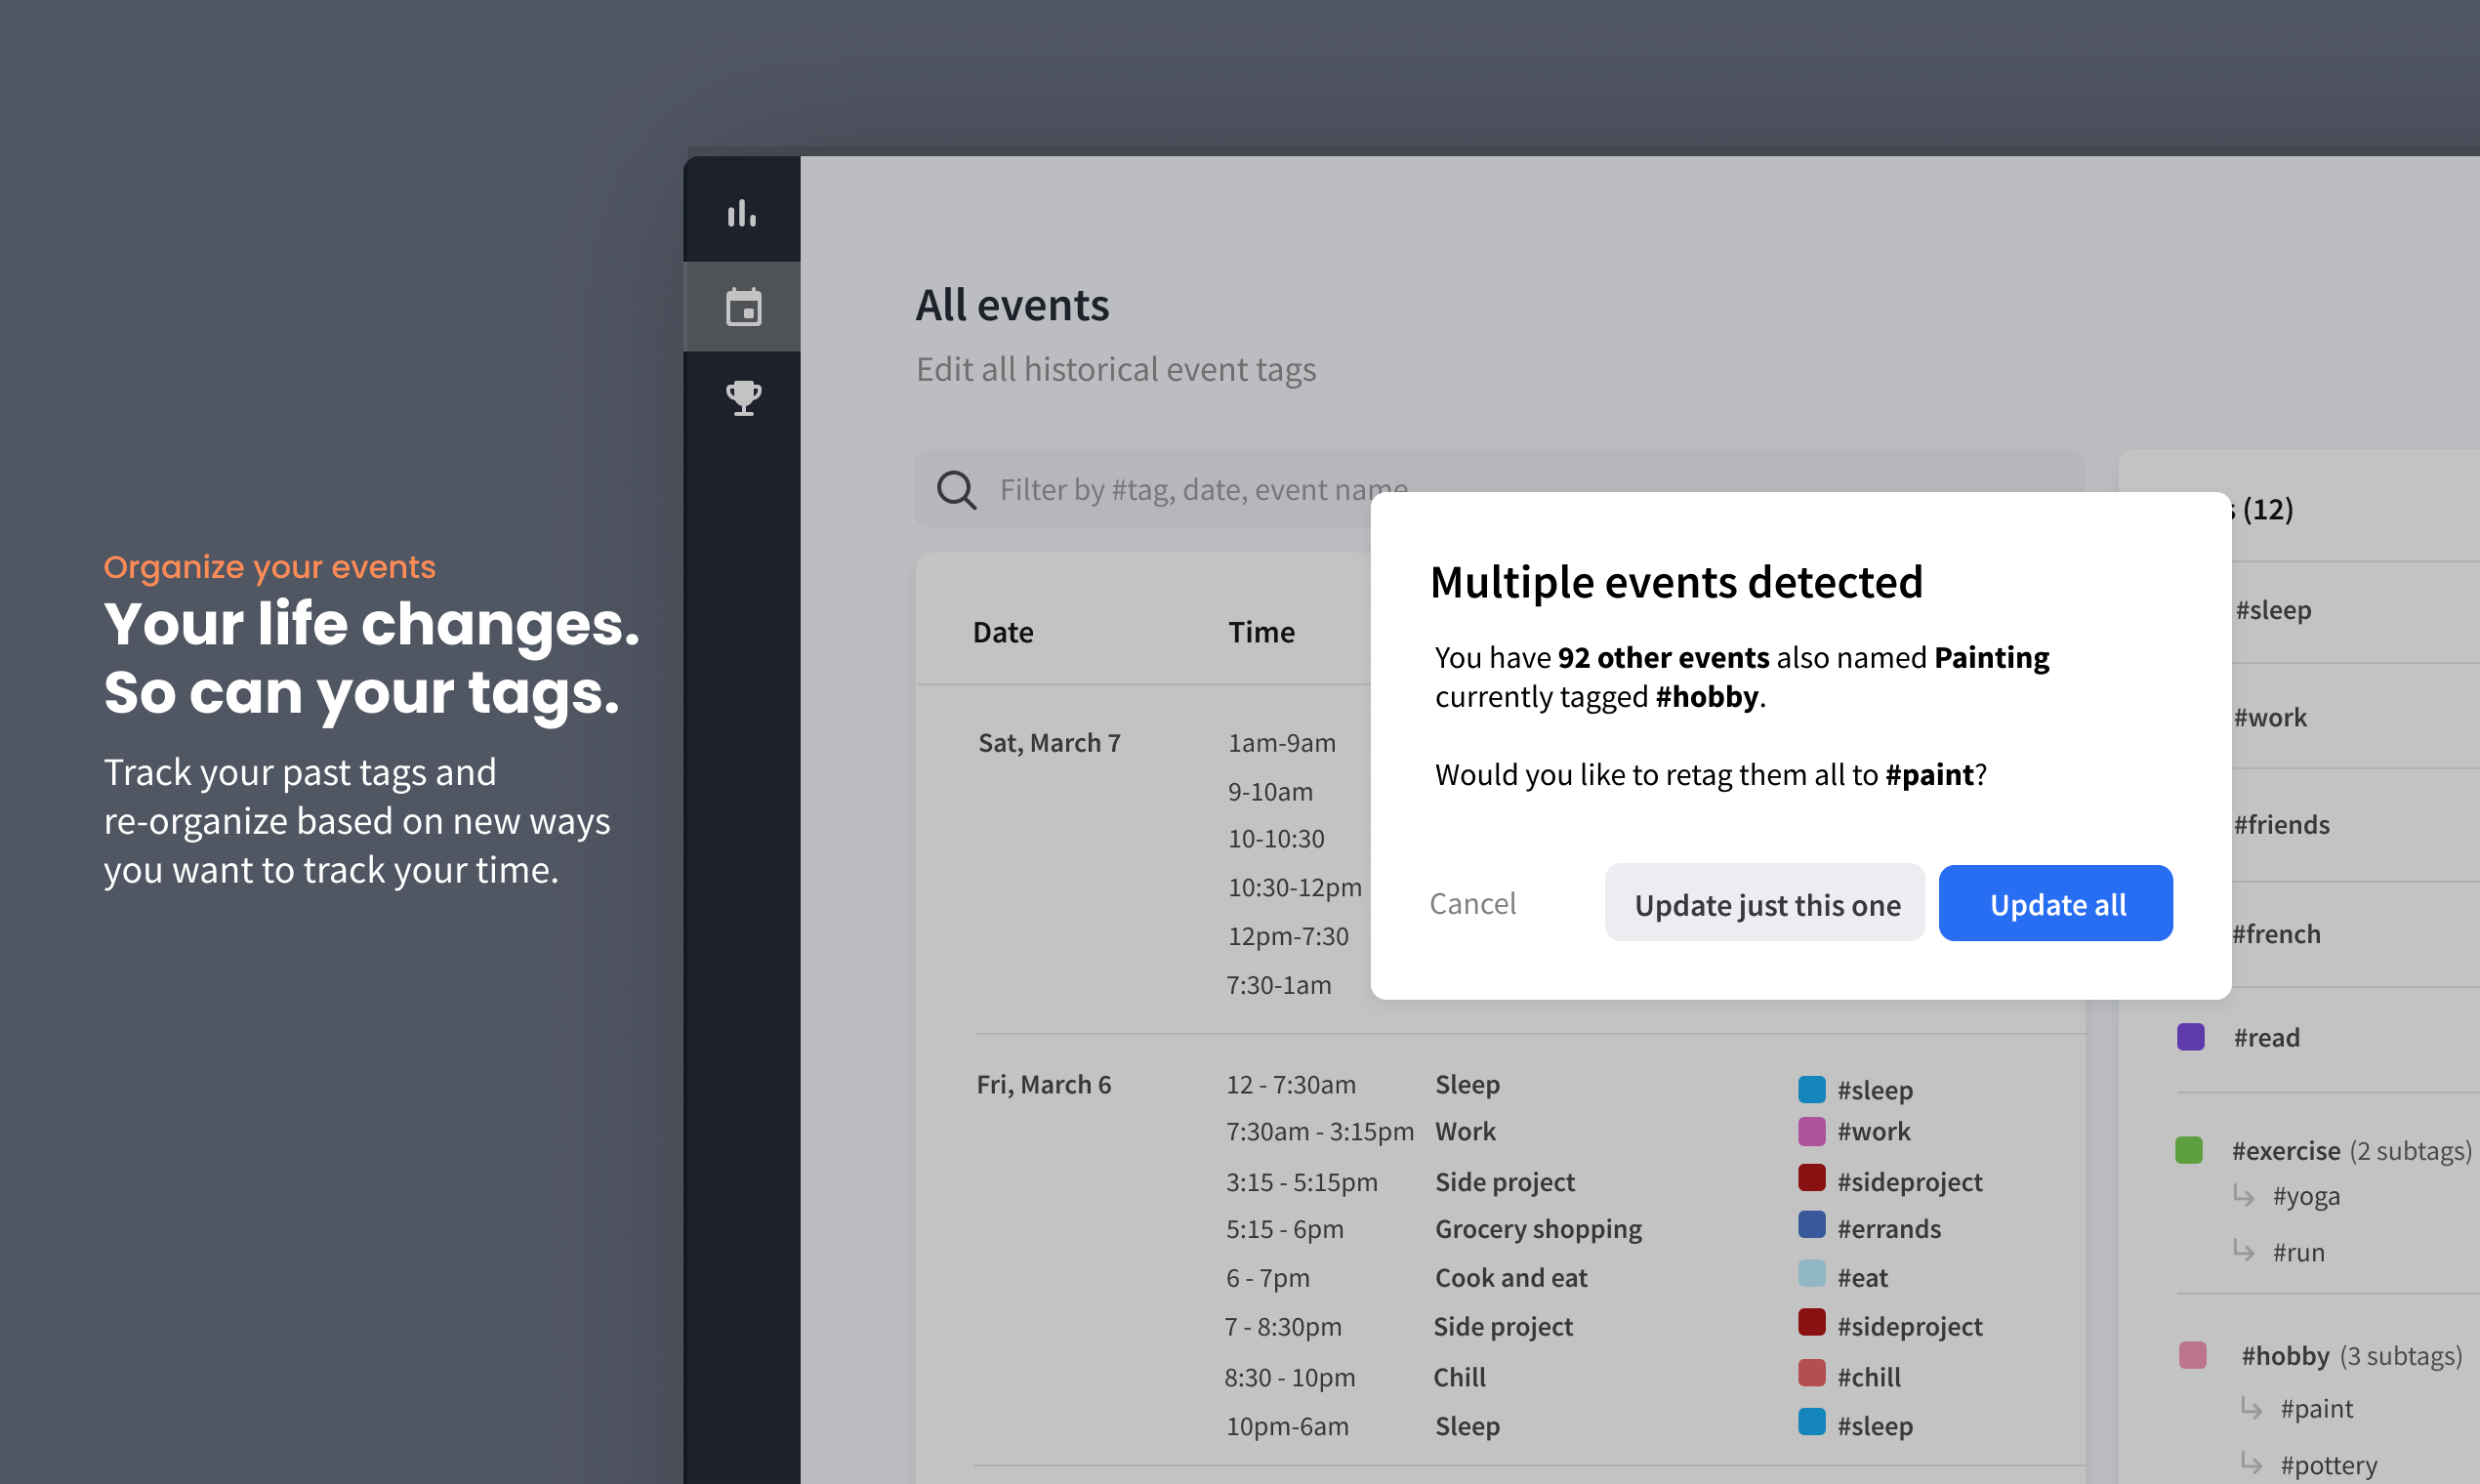 Organize your events
Your life changes.
So can your tags.
Track your past tags and
re-organize based on new ways
you want to track your time.
All events
Edit all historical event tags
Filter by #tag, date, event name
Date Time
Sat, March 7 1am-9am
9-10am
10-10:30
10:30-12pm
12pm-7:30
7:30-1am
Multiple events detected
You have 92 other events also named Painting
currently tagged #hobby.
Would you like to retag them all to #paint?
Cancel Update just this one Update all
Fri, March 6 12 - 7:30am Sleep #sleep
7:30am - 3:15pm Work #work
3:15 - 5:15pm Side project #sideproject
5:15 - 6pm Grocery shopping #errands
6 - 7pm Cook and eat #eat
7 - 8:30pm Side project #sideproject
8:30 - 10pm Chill #chill
10pm-6am Sleep #sleep
(12)
#sleep
#work
#friends
#french
#read
#exercise (2 subtags)
#yoga
#run
#hobby (3 subtags)
#paint
#pottery